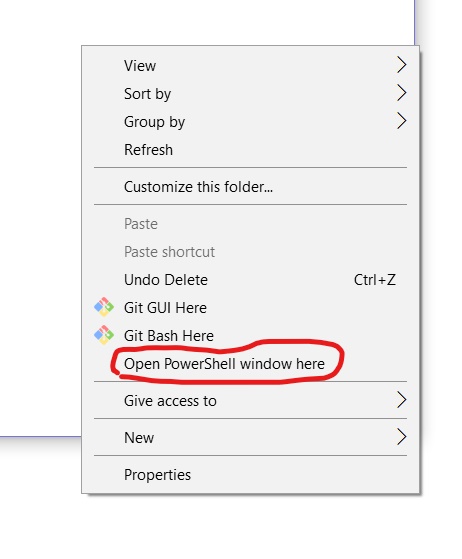 View
Sort by
Group by
Refresh
Customize this folder...
Paste
Paste shortcut
Undo Delete Ctrl+Z
Git GUI Here
Git Bash Here
Open PowerShell window here
Give access to
New
Properties